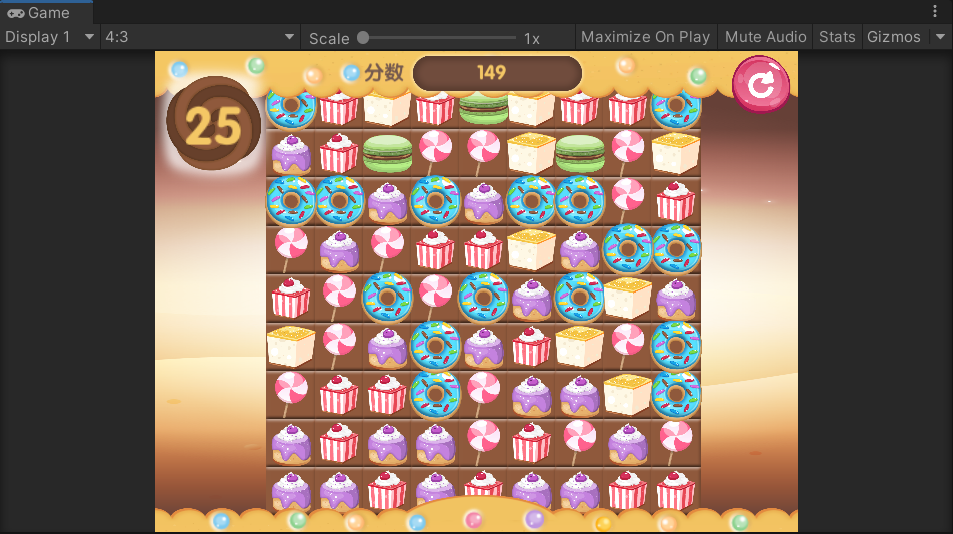 Game
Display 1
4:3
Scale
1x
Maximize On Play
Mute Audio
Stats
Gizmos
分数
149
25